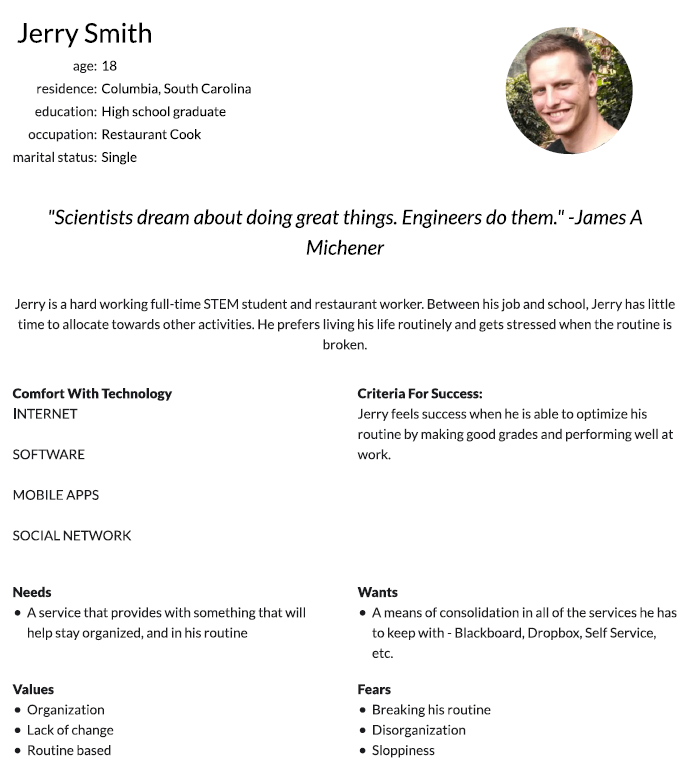 Jerry Smith
age: 18
residence: Columbia, South Carolina
education: High school graduate
occupation: Restaurant Cook
marital status: Single
"Scientists dream about doing great things. Engineers do them." -James A
Michener
Jerry is a hard working full-time STEM student and restaurant worker. Between his job and school, Jerry has little
time to allocate towards other activities. He prefers living his life routinely and gets stressed when the routine is
broken.
Comfort With Technology
INTERNET
SOFTWARE
MOBILE APPS
SOCIAL NETWORK
Criteria For Success:
Jerry feels success when he is able to optimize his
routine by making good grades and performing well at
work.
Needs
• A service that provides with something that will
help stay organized, and in his routine
Wants
• A means of consolidation in all of the services he has
to keep with - Blackboard, Dropbox, Self Service,
etc.
Values
• Organization
• Lack of change
• Routine based
Fears
• Breaking his routine
• Disorganization
• Sloppiness